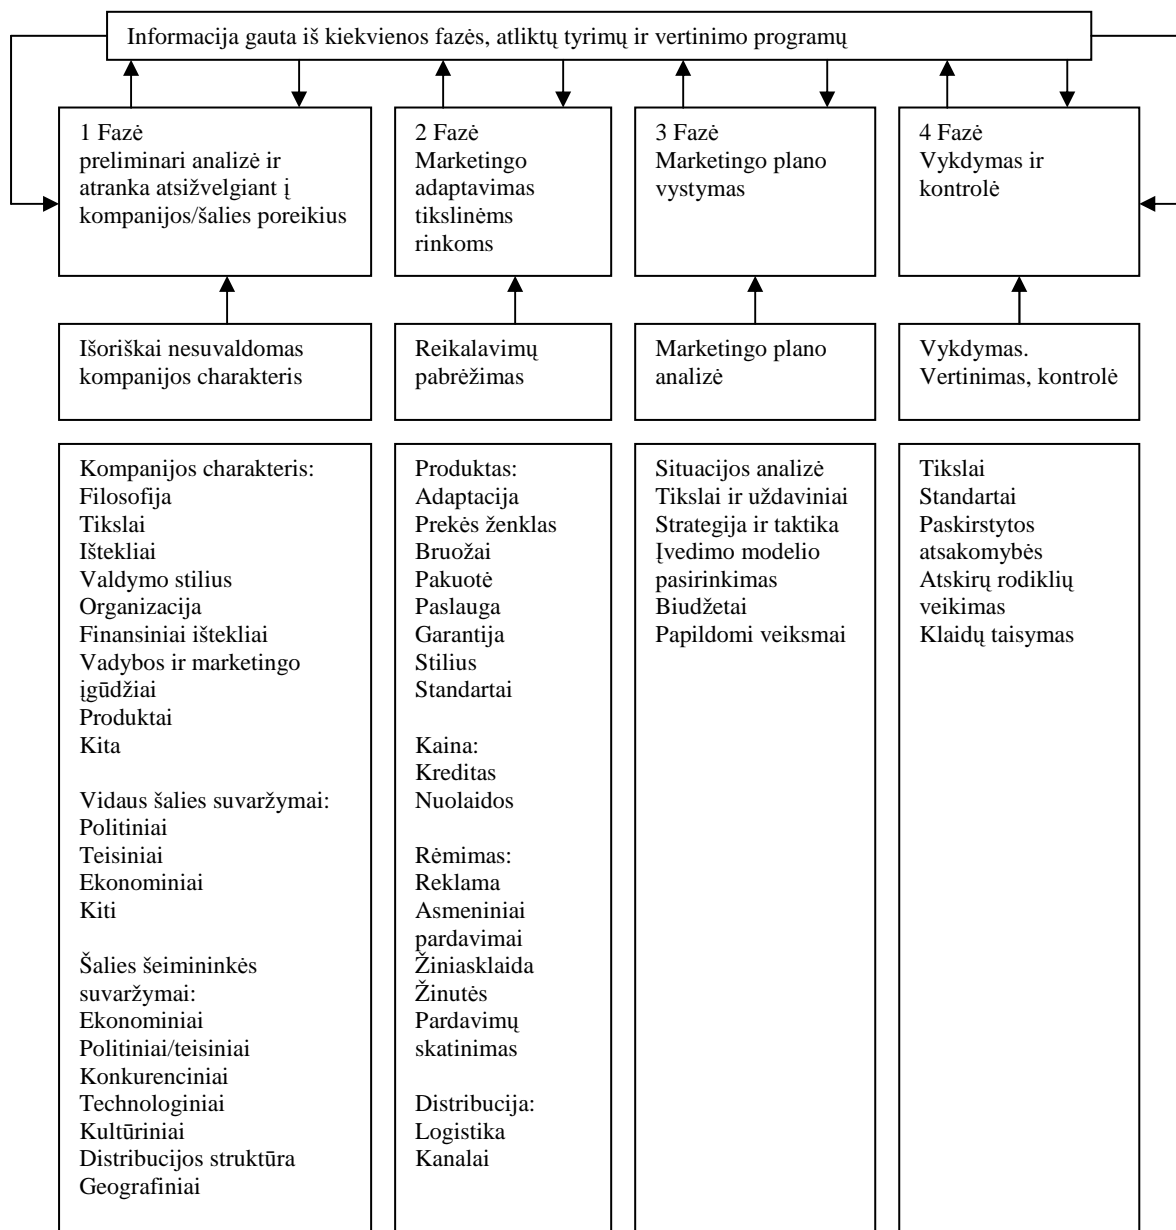 Informacija gauta iš kiekvienos fazės, atliktų tyrimų ir vertinimo programų
1 Fazė
preliminari analizė ir
atranka atsižvelgiant į
kompanijos/šalies poreikius
2 Fazė
Marketingo
adaptavimas
tikslinėms
rinkoms
3 Fazė
Marketingo plano
vystymas
4 Fazė
Vykdymas ir
kontrolė
Išoriškai nesuvaldomas
kompanijos charakteris
Reikalavimų
pabrėžimas
Marketingo plano
analizė
Vykdymas.
Vertinimas, kontrolė
Kompanijos charakteris:
Filosofija
Tikslai
Ištekliai
Valdymo stilius
Organizacija
Finansiniai ištekliai
Vadybos ir marketingo
įgūdžiai
Produktai
Kita
Vidaus šalies suvaržymai:
Politiniai
Teisiniai
Ekonominiai
Kiti
Šalies šeimininkės
suvaržymai:
Ekonominiai
Politiniai/teisiniai
Konkurenciniai
Technologiniai
Kultūriniai
Distribucijos struktūra
Geografiniai
Produktas:
Adaptacija
Prekės ženklas
Bruožai
Pakuotė
Paslauga
Garantija
Stilius
Standartai
Kaina:
Kreditas
Nuolaidos
Rėmimas:
Reklama
Asmeniniai
pardavimai
Žiniasklaida
Žinutės
Pardavimų
skatinimas
Distribucija:
Logistika
Kanalai
Situacijos analizė
Tikslai ir uždaviniai
Strategija ir taktika
Įvedimo modelio
pasirinkimas
Biudžetai
Papildomi veiksmai
Tikslai
Standartai
Paskirstytos
atsakomybės
Atskirų rodiklių
veikimas
Klaidų taisymas